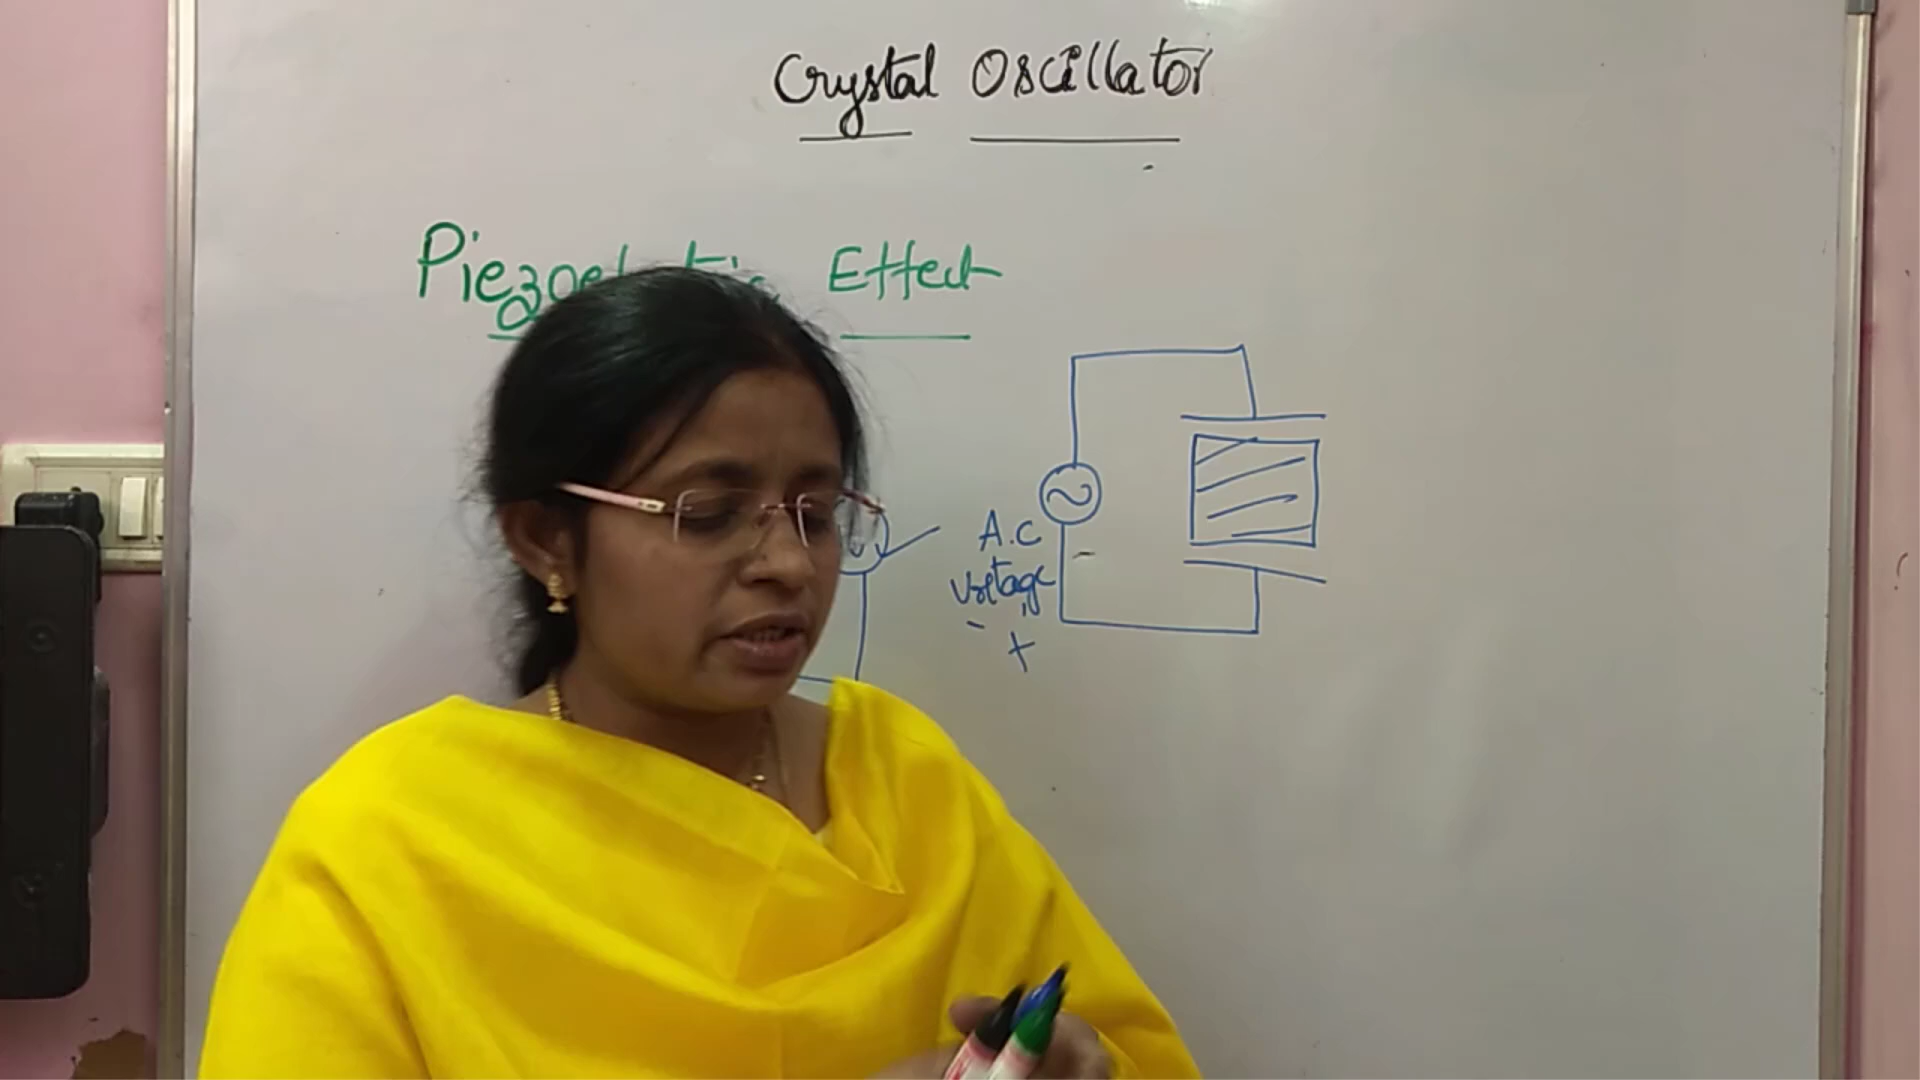 Crystal Oscillator
Effect
A.C
Voltage
- +